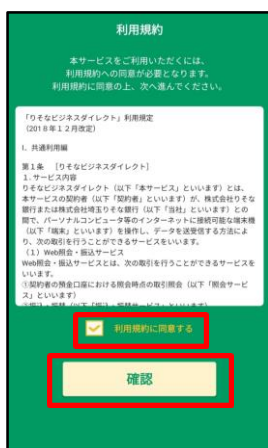 利用規約
本サービスをご利用いただくには、
利用規約への同意が必要となります。
利用規約に同意の上、次へ進んでください。
「りそなビジネスダイレクト」利用規定
(2018年12月改定)
I. 共通利用編
第1条 [りそなビジネスダイレクト]
1. サービス内容
りそなビジネスダイレクト(以下「本サービス」といいます)とは、
本サービスの契約者(以下「契約者」といいます)が、株式会社りそな
銀行または株式会社埼玉りそな銀行(以下「当社」といいます)との
間で、パーソナルコンピュータ等のインターネットに接続可能な端末機
(以下「端末」といいます)を操作し、データを送受信する方法によ
り、次の取引を行うことができるサービスをいいます。
(1)Web照会・振込サービス
Web照会・振込サービスとは、次の取引を行うことができるサービスを
いいます。
①契約者の預金口座における照会時点の取引照会(以下「照会サービ
ス」といいます)
利用規約に同意する
確認